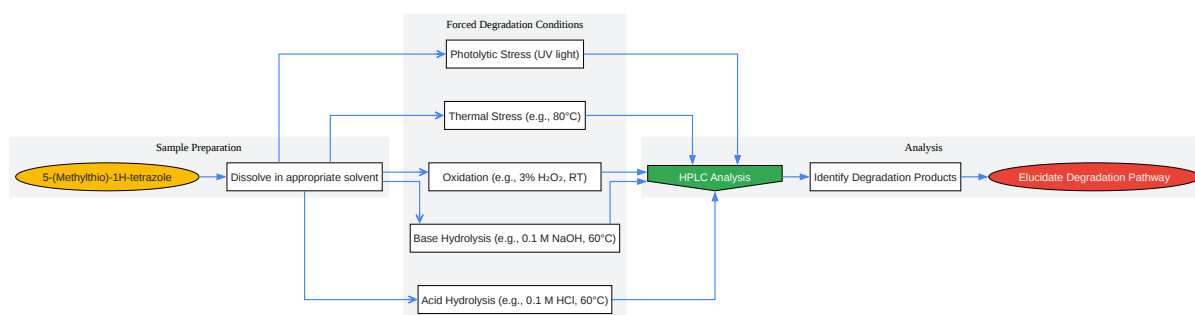 Forced Degradation Conditions
Photolytic Stress (UV light)
Thermal Stress (e.g., 80°C)
Sample Preparation
Analysis
5-(Methylthio)-1H-tetrazole
Dissolve in appropriate solvent
Oxidation (e.g., 3% H₂O₂, RT)
HPLC Analysis
Identify Degradation Products
Elucidate Degradation Pathway
Base Hydrolysis (e.g., 0.1 M NaOH, 60°C)
Acid Hydrolysis (e.g., 0.1 M HCl, 60°C)